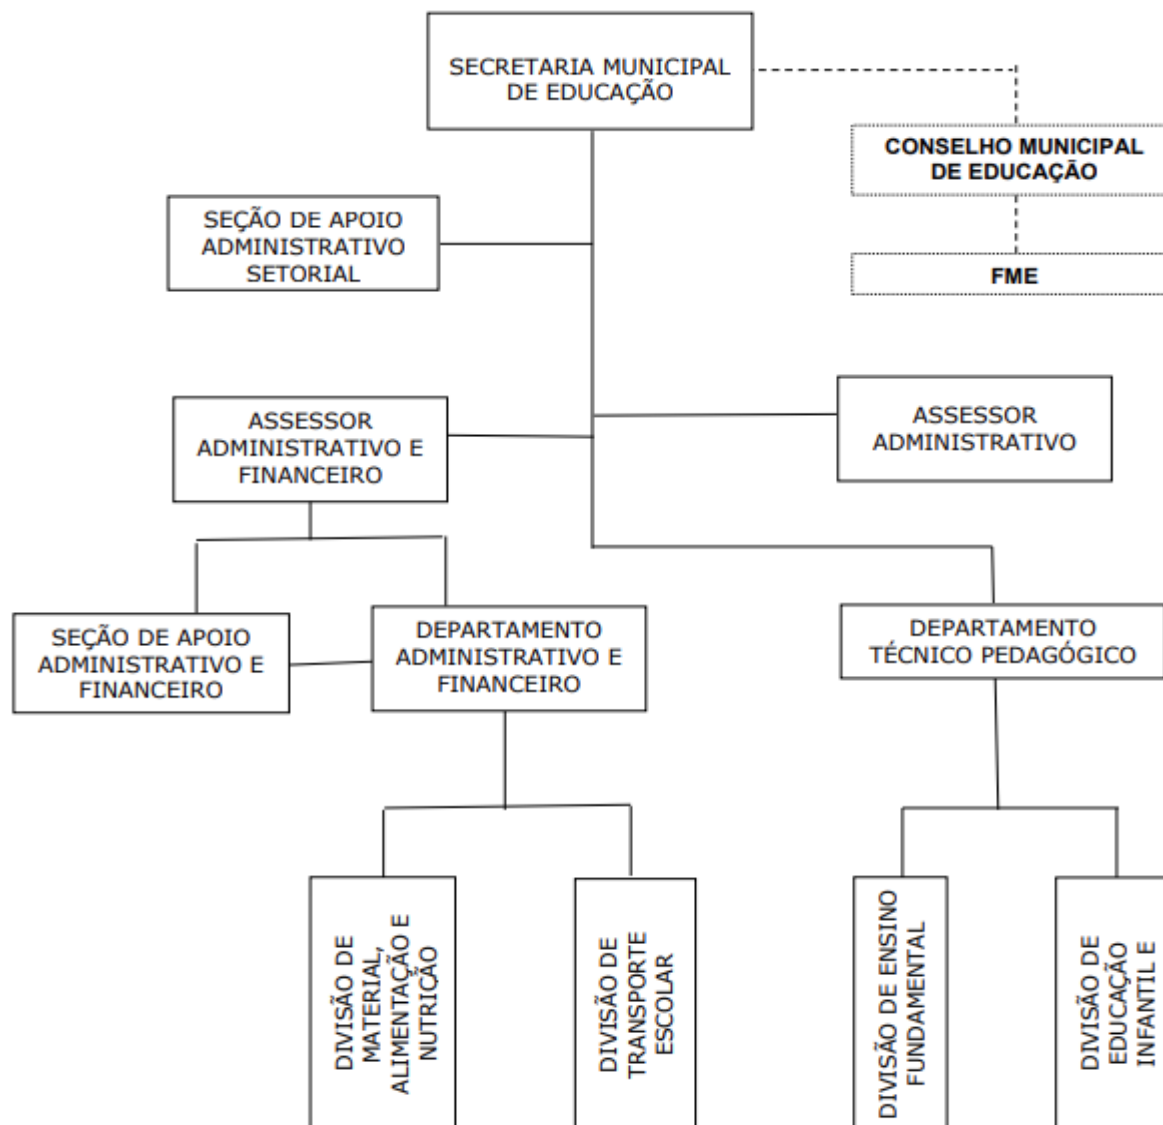 SECRETARIA MUNICIPAL
DE EDUCAÇÃO
CONSELHO MUNICIPAL
DE EDUCAÇÃO
SEÇÃO DE APOIO
ADMINISTRATIVO
SETORIAL
FME
ASSESSOR
ADMINISTRATIVO E
FINANCEIRO
ASSESSOR
ADMINISTRATIVO
SEÇÃO DE APOIO
ADMINISTRATIVO E
FINANCEIRO
DEPARTAMENTO
ADMINISTRATIVO E
FINANCEIRO
DEPARTAMENTO
TÉCNICO PEDAGÓGICO
DIVISÃO DE
MATERIAL,
ALIMENTAÇÃO E
NUTRIÇÃO
DIVISÃO DE
TRANSPORTE
ESCOLAR
DIVISÃO DE ENSINO
FUNDAMENTAL
DIVISÃO DE
EDUCAÇÃO
INFANTIL E